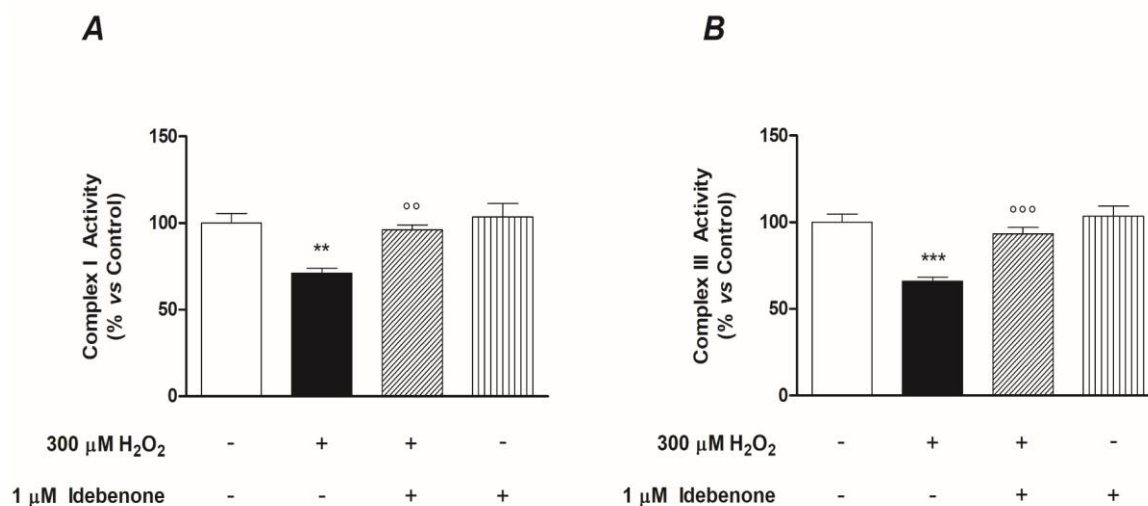 A
B
150
100
50
0
Complex I Activity
(% vs Control)
**
°°
300 µM H₂O₂ - + + -
1 µM Idebenone - - + +
150
100
50
0
Complex III Activity
(% vs Control)
***
°°°
300 µM H₂O₂ - + + -
1 µM Idebenone - - + +